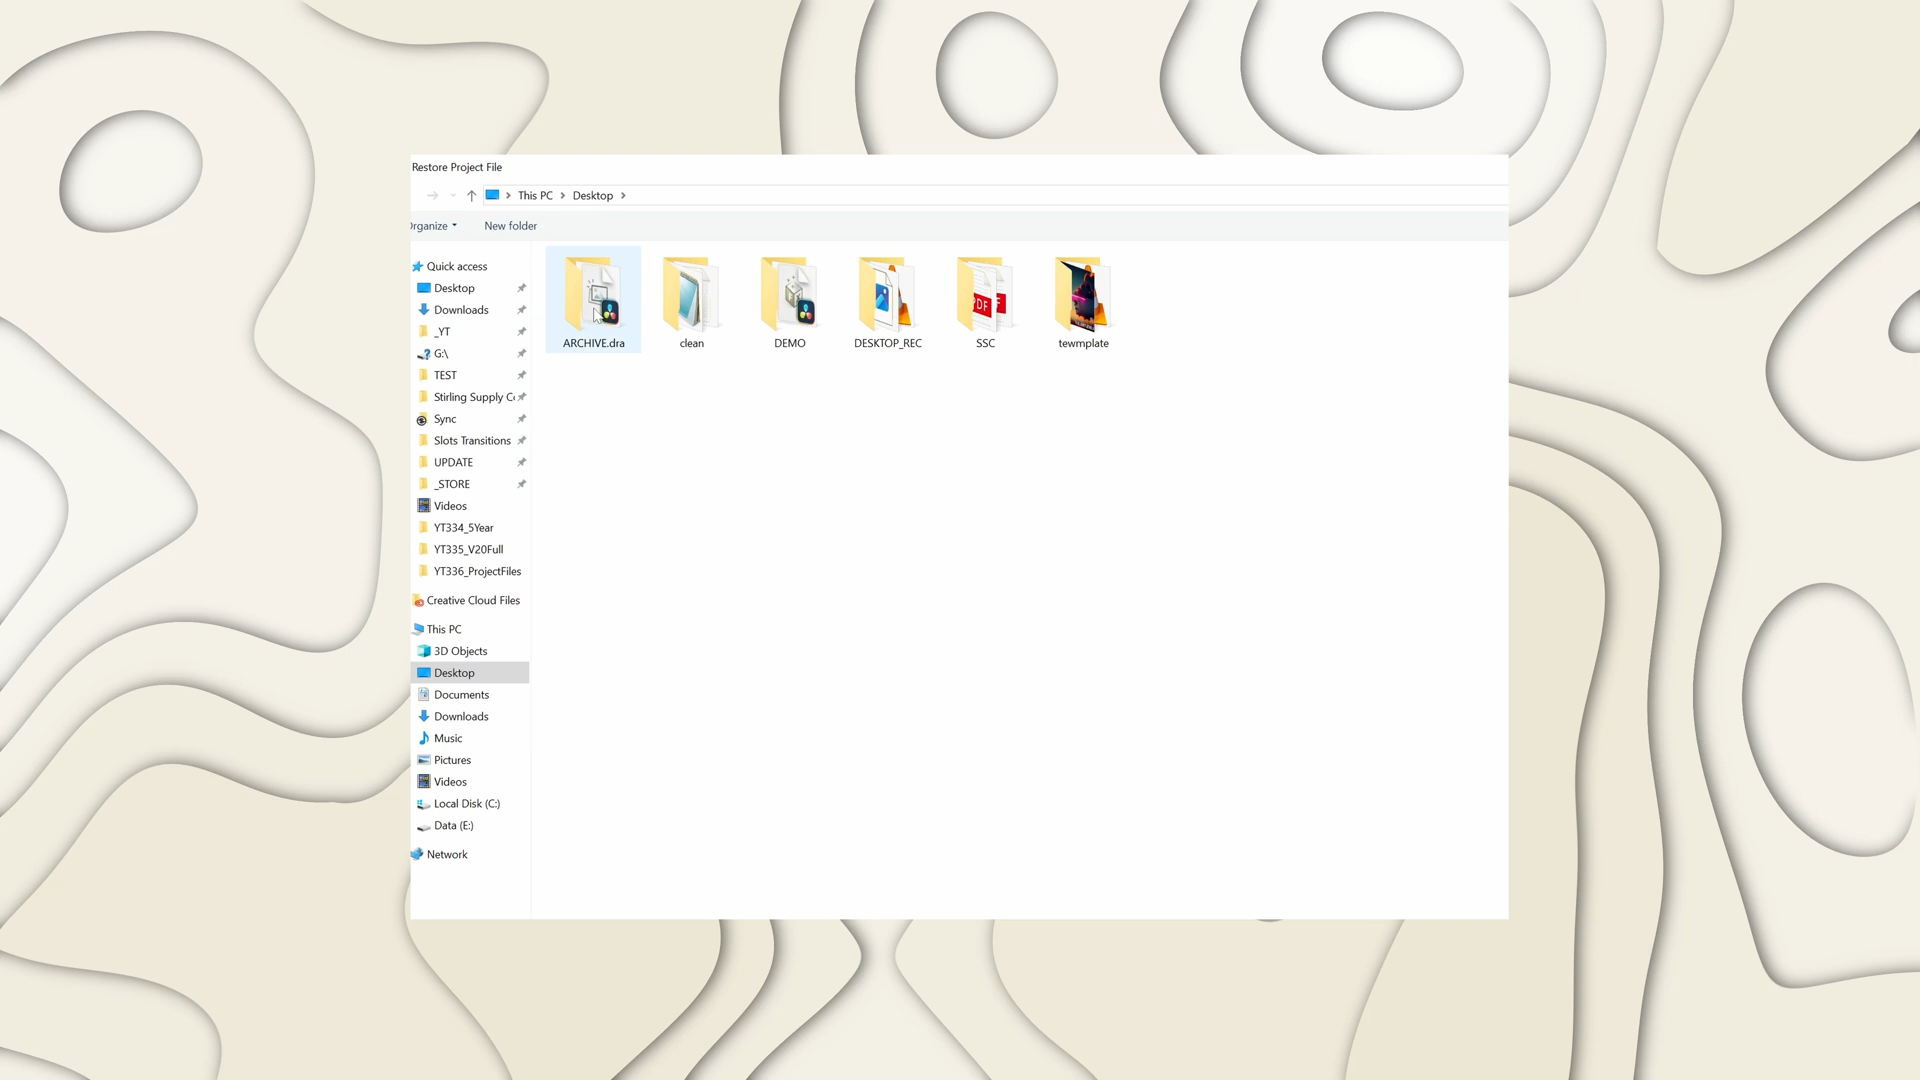 Restore Project File
This PC
Desktop
Organize
New folder
Quick access
Desktop
Downloads
_YT
G:\
TEST
Stirling Supply C
Sync
Slots Transitions
UPDATE
_STORE
Videos
YT334_5Year
YT335_V20Full
YT336_ProjectFiles
Creative Cloud Files
This PC
3D Objects
Desktop
Documents
Downloads
Music
Pictures
Videos
Local Disk (C:)
Data (E:)
Network
PDF
F
ARCHIVE.dra
clean
DEMO
DESKTOP_REC
SSC
tewmplate